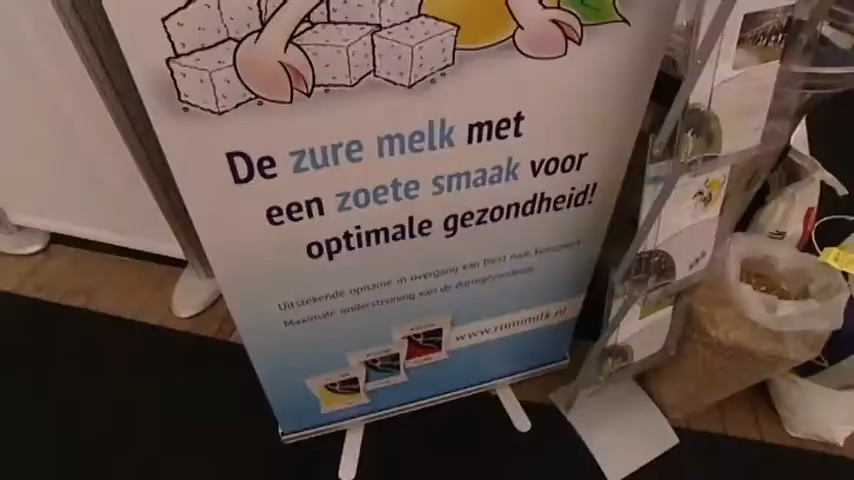 De zure melk met
een zoete smaak voor
optimale gezondheid!
Uitstekende opname in overgang van biest naar kunstmelk
Maximale ondersteuning van de darmgezondheid
www.rumimilk.nl